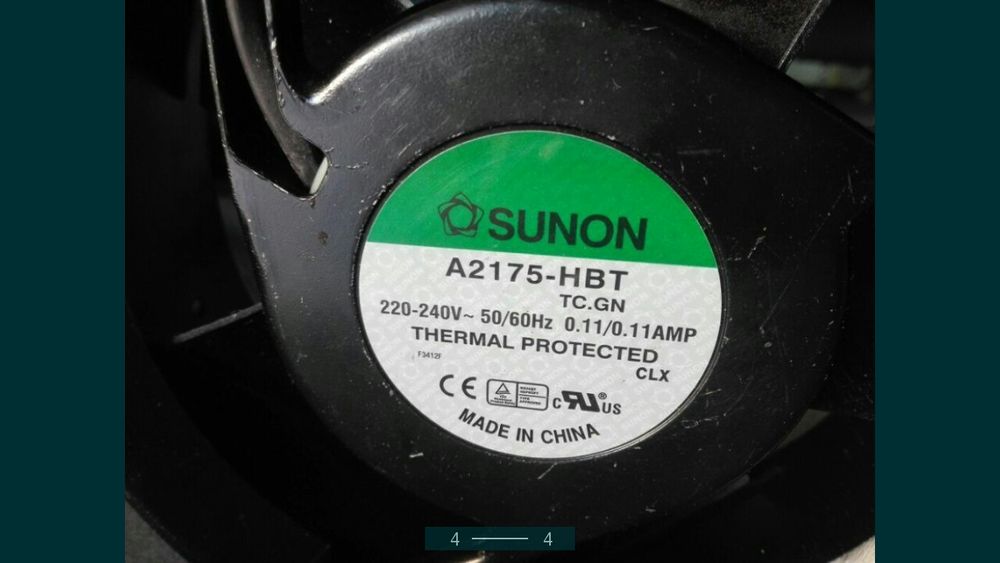 SUNON
A2175-HBT
TC.GN
220-240V~ 50/60Hz 0.11/0.11AMP
THERMAL PROTECTED
F3412F
CLX
CE
c RU® US
MADE IN CHINA
4 4